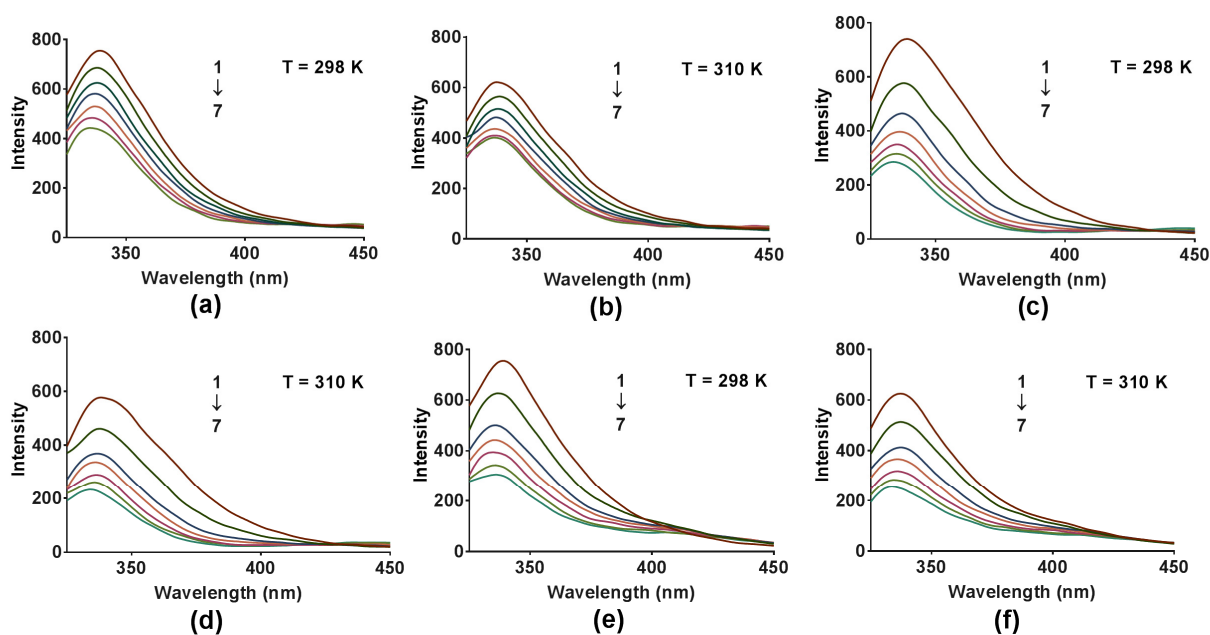 800
600
400
200
0
Intensity
350
400
450
Wavelength (nm)
1
↓
7
T = 298 K
(a)
800
600
400
200
0
Intensity
350
400
450
Wavelength (nm)
1
↓
7
T = 310 K
(b)
800
600
400
200
0
Intensity
350
400
450
Wavelength (nm)
1
↓
7
T = 298 K
(c)
800
600
400
200
0
Intensity
350
400
450
Wavelength (nm)
1
↓
7
T = 310 K
(d)
800
600
400
200
0
Intensity
350
400
450
Wavelength (nm)
1
↓
7
T = 298 K
(e)
800
600
400
200
0
Intensity
350
400
450
Wavelength (nm)
1
↓
7
T = 310 K
(f)